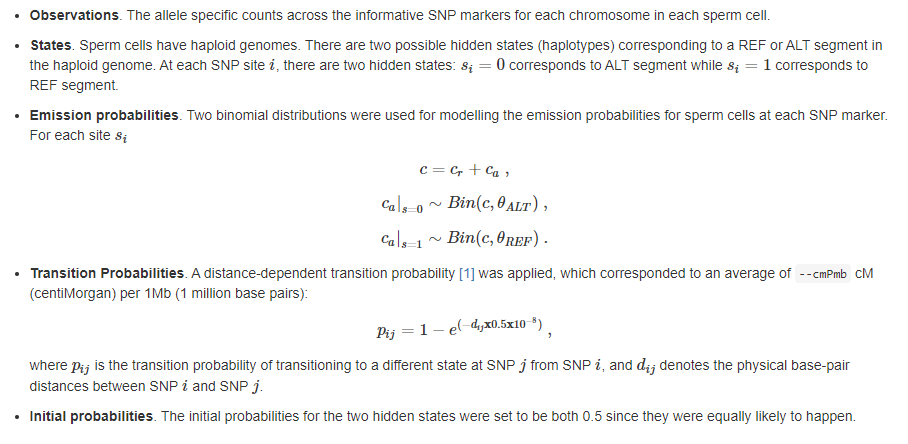 • Observations. The allele specific counts across the informative SNP markers for each chromosome in each sperm cell.
• States. Sperm cells have haploid genomes. There are two possible hidden states (haplotypes) corresponding to a REF or ALT segment in
the haploid genome. At each SNP site i, there are two hidden states: s_i = 0 corresponds to ALT segment while s_i = 1 corresponds to
REF segment.
• Emission probabilities. Two binomial distributions were used for modelling the emission probabilities for sperm cells at each SNP marker.
For each site s_i
c = c_r + c_a ,
c_a|_{s=0} ∼ Bin(c, θ_{ALT}) ,
c_a|_{s=1} ∼ Bin(c, θ_{REF}) .
• Transition Probabilities. A distance-dependent transition probability [1] was applied, which corresponded to an average of --cmPmb cM
(centiMorgan) per 1Mb (1 million base pairs):
p_{ij} = 1 − e^{(−d_{ij}x0.5x10^{−8})} ,
where p_{ij} is the transition probability of transitioning to a different state at SNP j from SNP i, and d_{ij} denotes the physical base-pair
distances between SNP i and SNP j.
• Initial probabilities. The initial probabilities for the two hidden states were set to be both 0.5 since they were equally likely to happen.